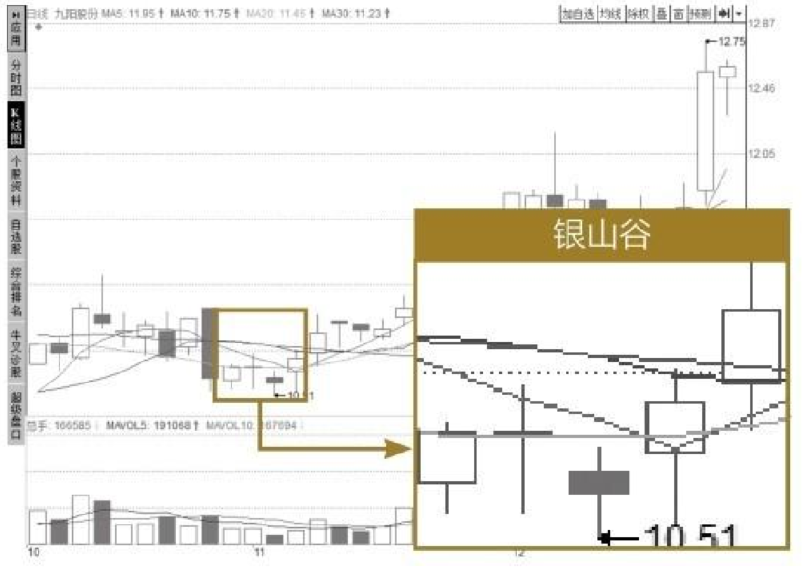 日线 九阳股份 MA5: 11.95↑ MA10: 11.75↑ MA20: 11.45↑ MA30: 11.23↑
加自选 均线 除权 叠 窗 预测
12.87
12.75
12.46
12.05
应用
分时图
K线图
个股资料
自选股
综合排名
牛叉诊股
超级盘口
银山谷
10.51
10.51
总手: 166585↓ MAVOL5: 191068↑ MAVOL10: 167694↓
10
11
12